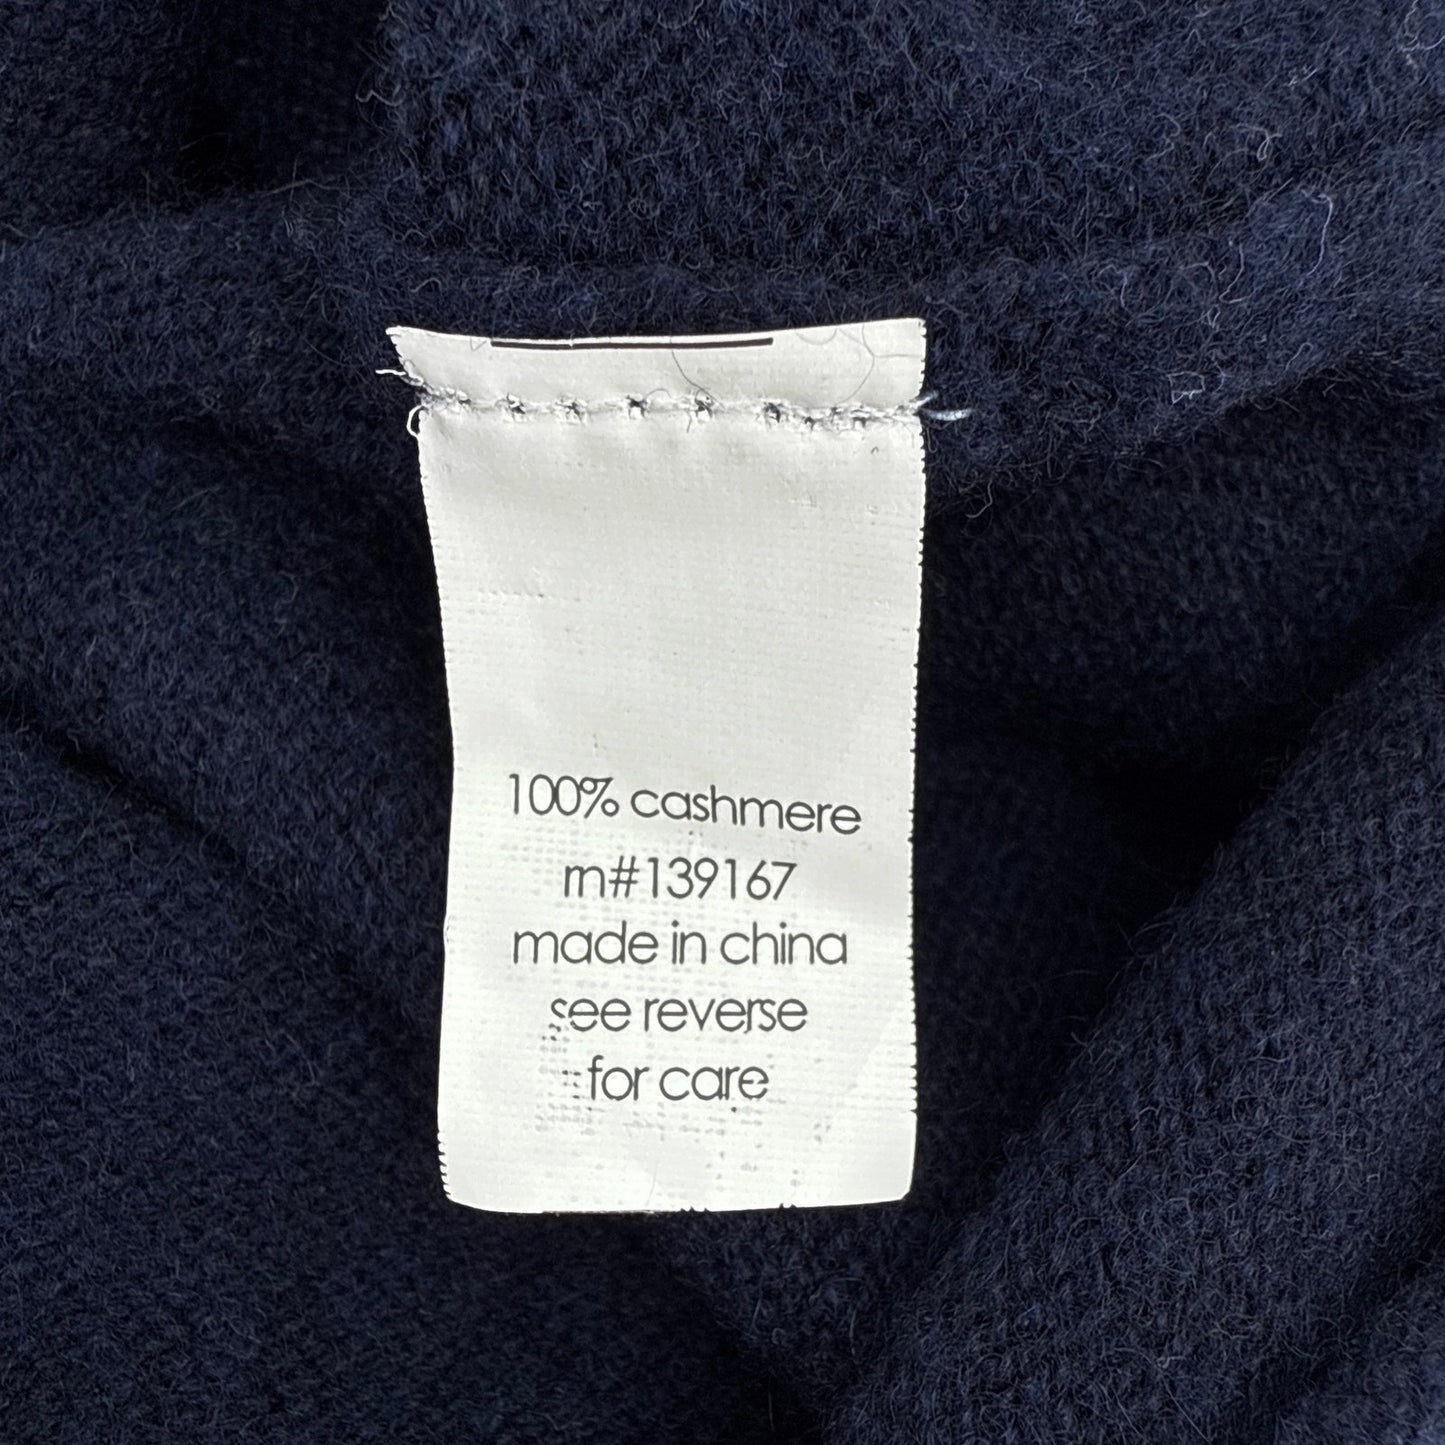 100% cashmere
m#139167
made in china
see reverse
for care